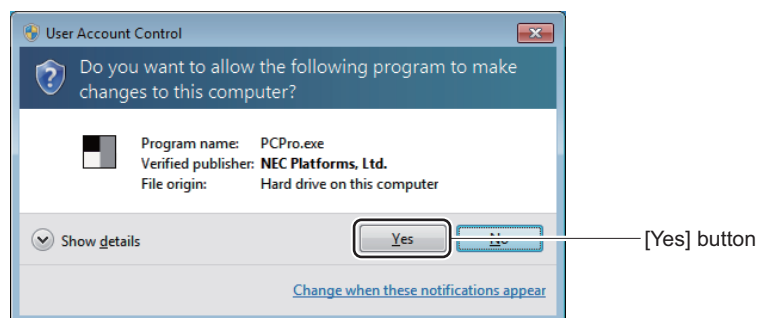 User Account Control
Do you want to allow the following program to make
changes to this computer?
Program name: PCPro.exe
Verified publisher: NEC Platforms, Ltd.
File origin: Hard drive on this computer
Show details
Yes
No
[Yes] button
Change when these notifications appear